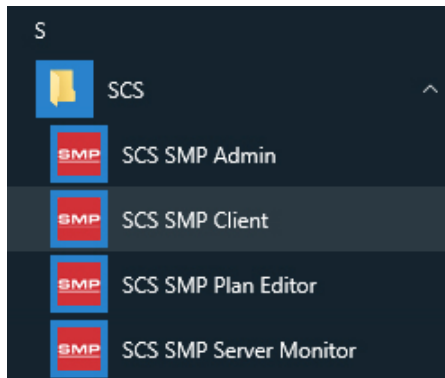 S
SCS
SMP SCS SMP Admin
SMP SCS SMP Client
SMP SCS SMP Plan Editor
SMP SCS SMP Server Monitor